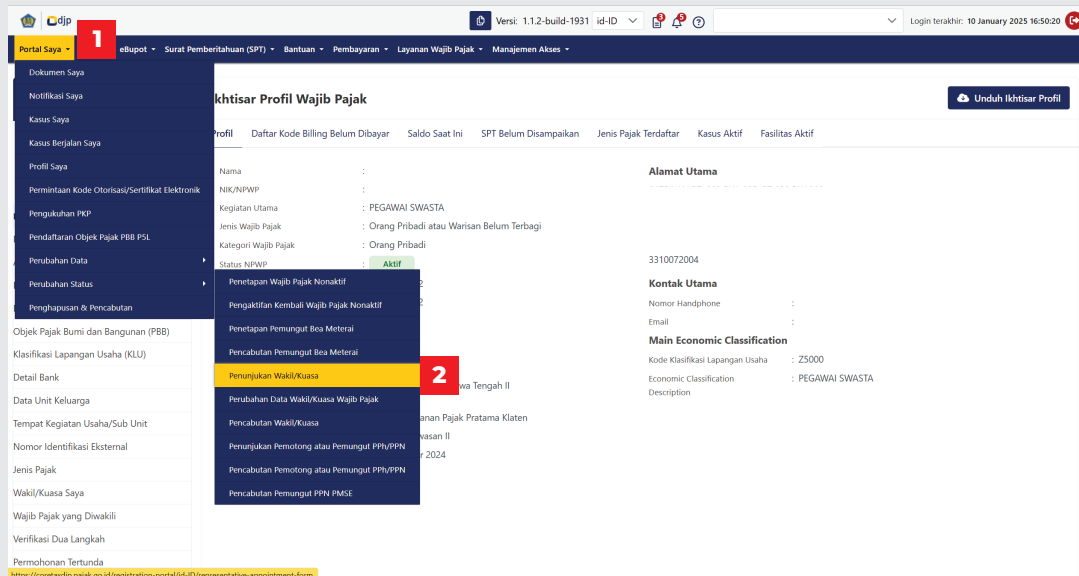 djp
Versi: 1.1.2-build-1931
id-ID
3
5
Login terakhir: 10 January 2025 16:50:20
Portal Saya
1
eBupot
Surat Pemberitahuan (SPT)
Bantuan
Pembayaran
Layanan Wajib Pajak
Manajemen Akses
Dokumen Saya
Notifikasi Saya
Kasus Saya
Kasus Berjalan Saya
Profil Saya
Permintaan Kode Otorisasi/Sertifikat Elektronik
Pengukuhan PKP
Pendaftaran Objek Pajak PBB P5L
Perubahan Data
Perubahan Status
Penghapusan & Pencabutan
Penetapan Wajib Pajak Nonaktif
Pengaktifan Kembali Wajib Pajak Nonaktif
Penetapan Pemungut Bea Meterai
Pencabutan Pemungut Bea Meterai
Penunjukan Wakil/Kuasa
2
Perubahan Data Wakil/Kuasa Wajib Pajak
Pencabutan Wakil/Kuasa
Penunjukan Pemotong atau Pemungut PPh/PPN
Pencabutan Pemotong atau Pemungut PPh/PPN
Pencabutan Pemungut PPN PMSE
Objek Pajak Bumi dan Bangunan (PBB)
Klasifikasi Lapangan Usaha (KLU)
Detail Bank
Data Unit Keluarga
Tempat Kegiatan Usaha/Sub Unit
Nomor Identifikasi Eksternal
Jenis Pajak
Wakil/Kuasa Saya
Wajib Pajak yang Diwakili
Verifikasi Dua Langkah
Permohonan Tertunda
khtisar Profil Wajib Pajak
Unduh Ikhtisar Profil
Profil
Daftar Kode Billing Belum Dibayar
Saldo Saat Ini
SPT Belum Disampaikan
Jenis Pajak Terdaftar
Kasus Aktif
Fasilitas Aktif
Nama :
NIK/NPWP :
Kegiatan Utama : PEGAWAI SWASTA
Jenis Wajib Pajak : Orang Pribadi atau Warisan Belum Terbagi
Kategori Wajib Pajak : Orang Pribadi
Status NPWP : Aktif
2
2
wa Tengah II
anan Pajak Pratama Klaten
wasan II
r 2024
Alamat Utama
3310072004
Kontak Utama
Nomor Handphone :
Email :
Main Economic Classification
Kode Klasifikasi Lapangan Usaha : Z5000
Economic Classification Description : PEGAWAI SWASTA
https://coretaxdjp.pajak.go.id/registration-portal/id-ID/representative-appointment-form